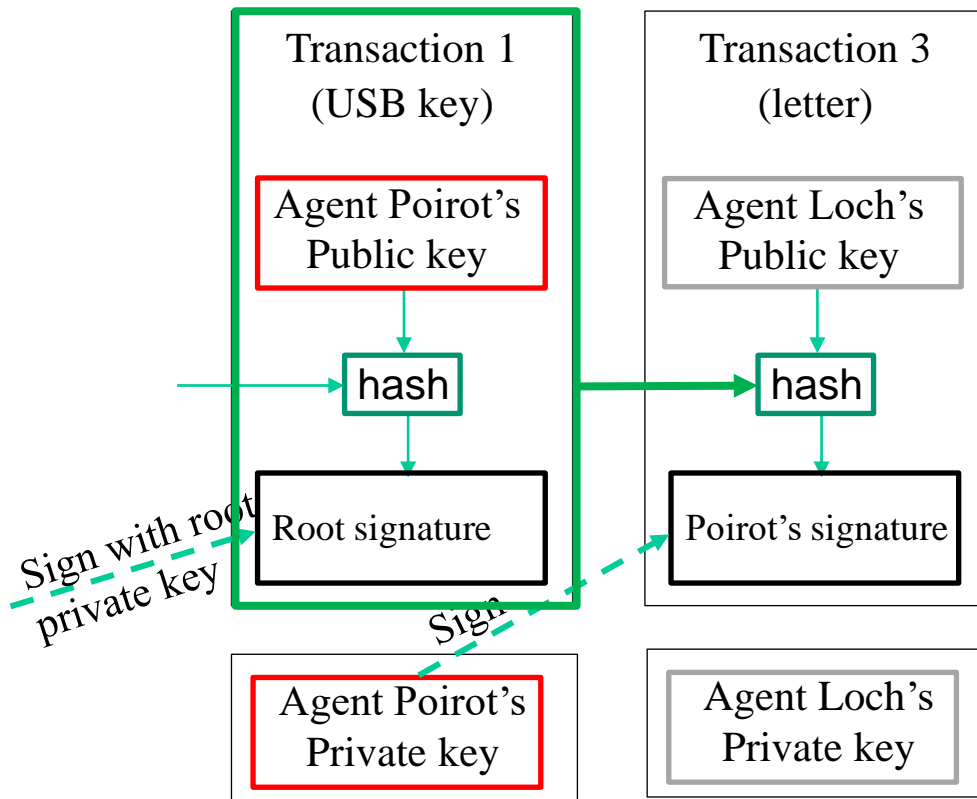 Transaction 1
(USB key)
Agent Poirot’s
Public key
hash
Sign with root
private key
Root signature
Sign
Agent Poirot’s
Private key
Transaction 3
(letter)
Agent Loch’s
Public key
hash
Poirot’s signature
Agent Loch’s
Private key